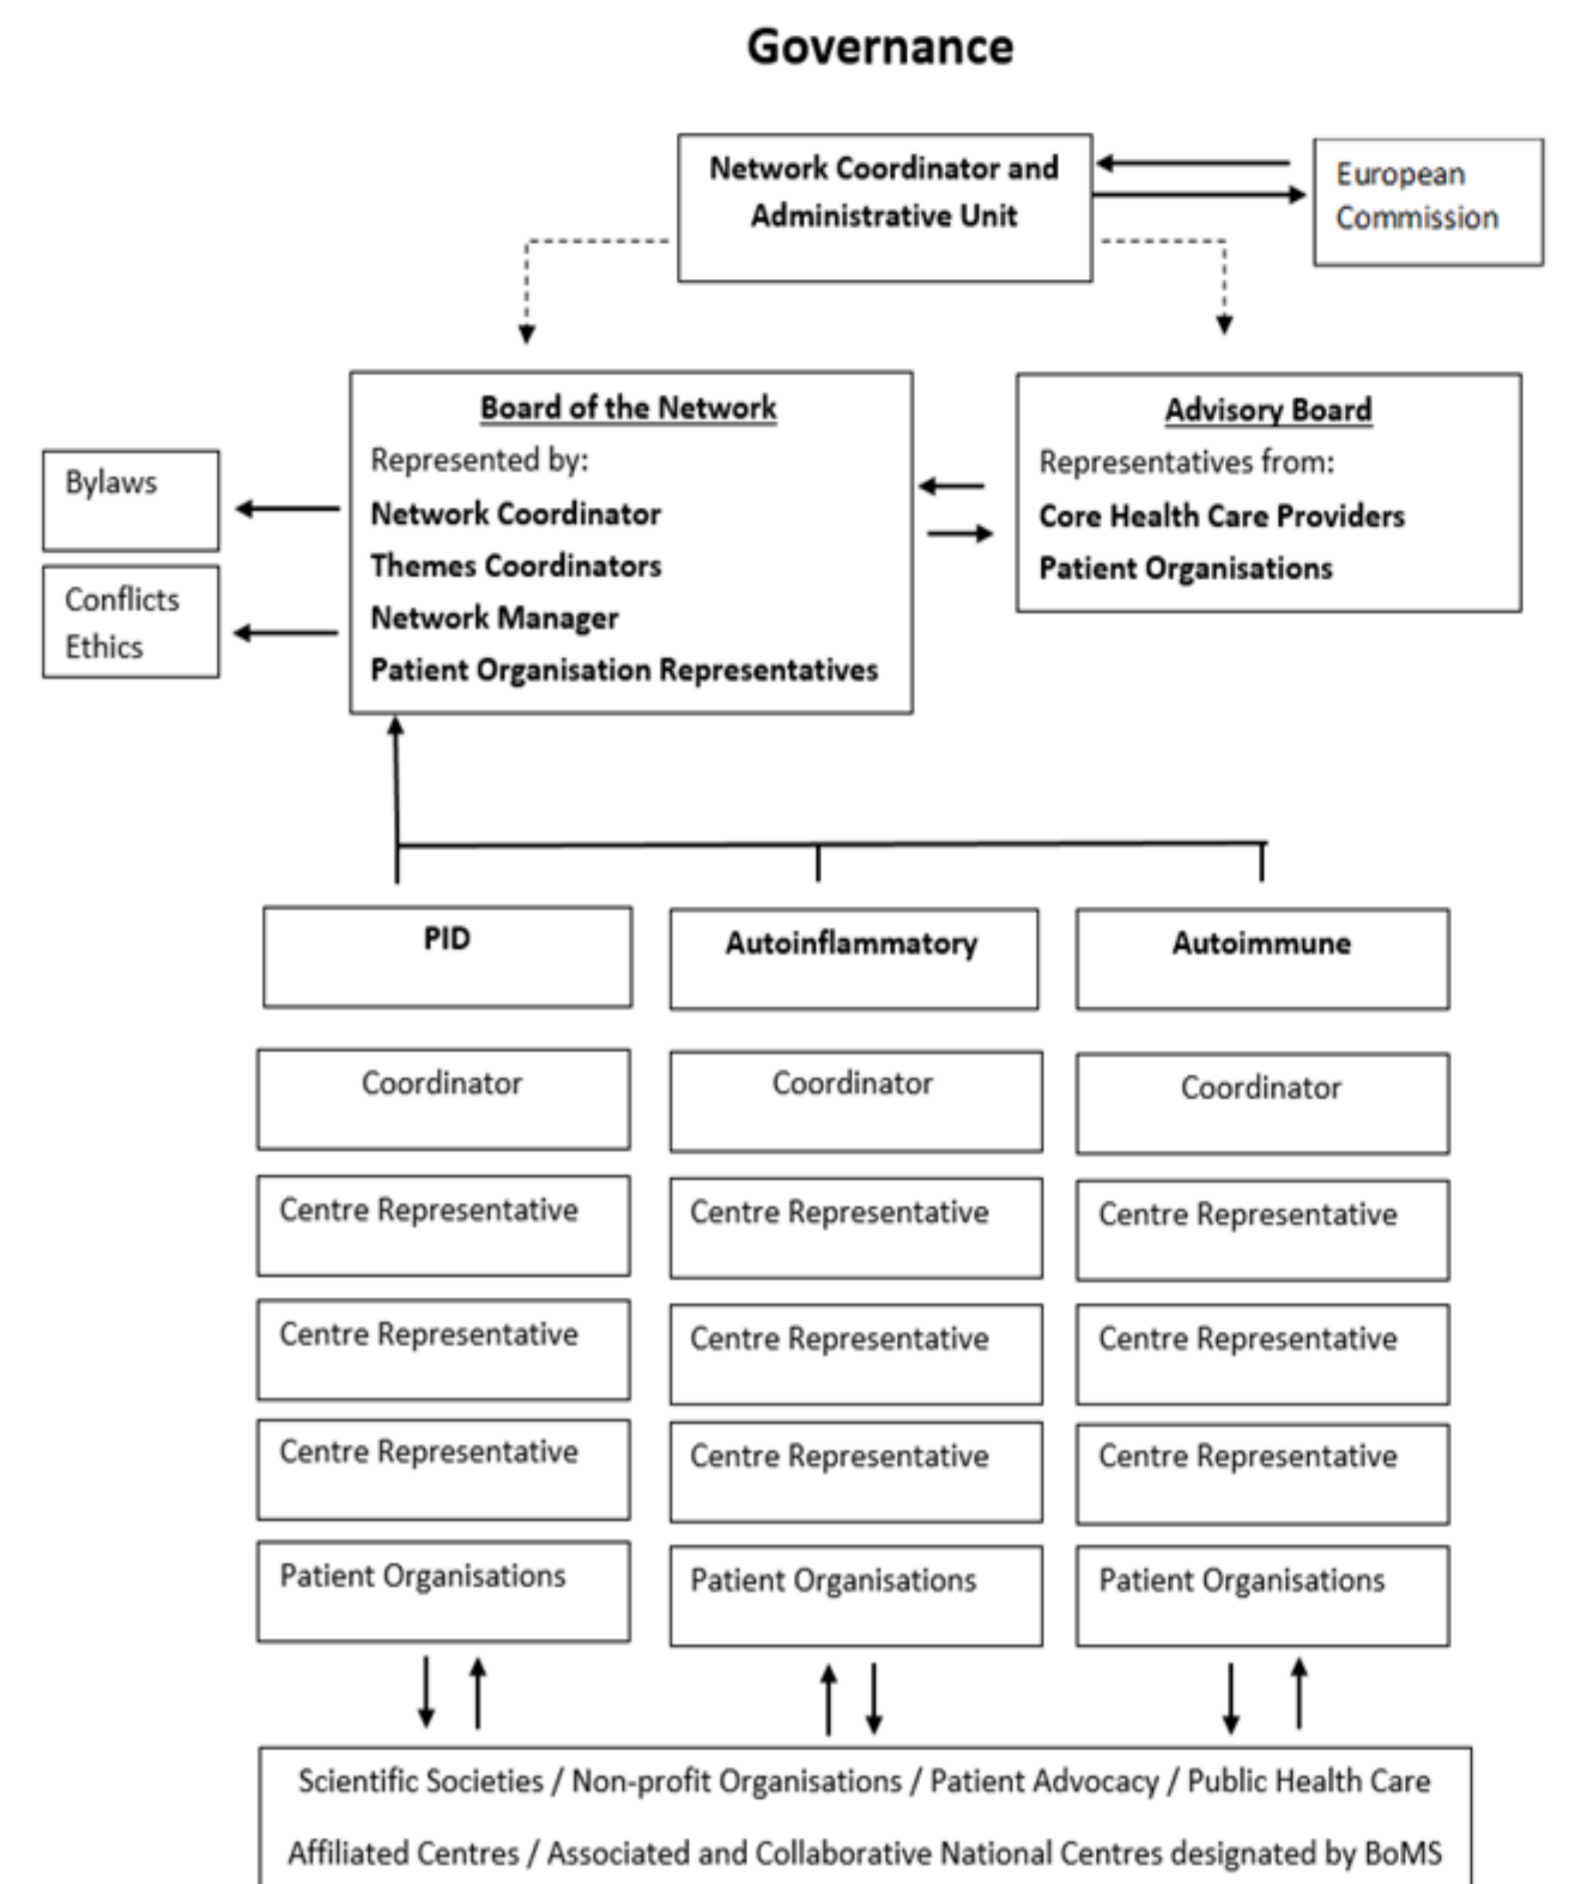 Governance
Network Coordinator and
Administrative Unit
European
Commission
Board of the Network
Represented by:
Network Coordinator
Themes Coordinators
Network Manager
Patient Organisation Representatives
Advisory Board
Representatives from:
Core Health Care Providers
Patient Organisations
Bylaws
Conflicts
Ethics
PID
Autoinflammatory
Autoimmune
Coordinator
Coordinator
Coordinator
Centre Representative
Centre Representative
Centre Representative
Centre Representative
Centre Representative
Centre Representative
Centre Representative
Centre Representative
Centre Representative
Patient Organisations
Patient Organisations
Patient Organisations
Scientific Societies / Non-profit Organisations / Patient Advocacy / Public Health Care
Affiliated Centres / Associated and Collaborative National Centres designated by BoMS